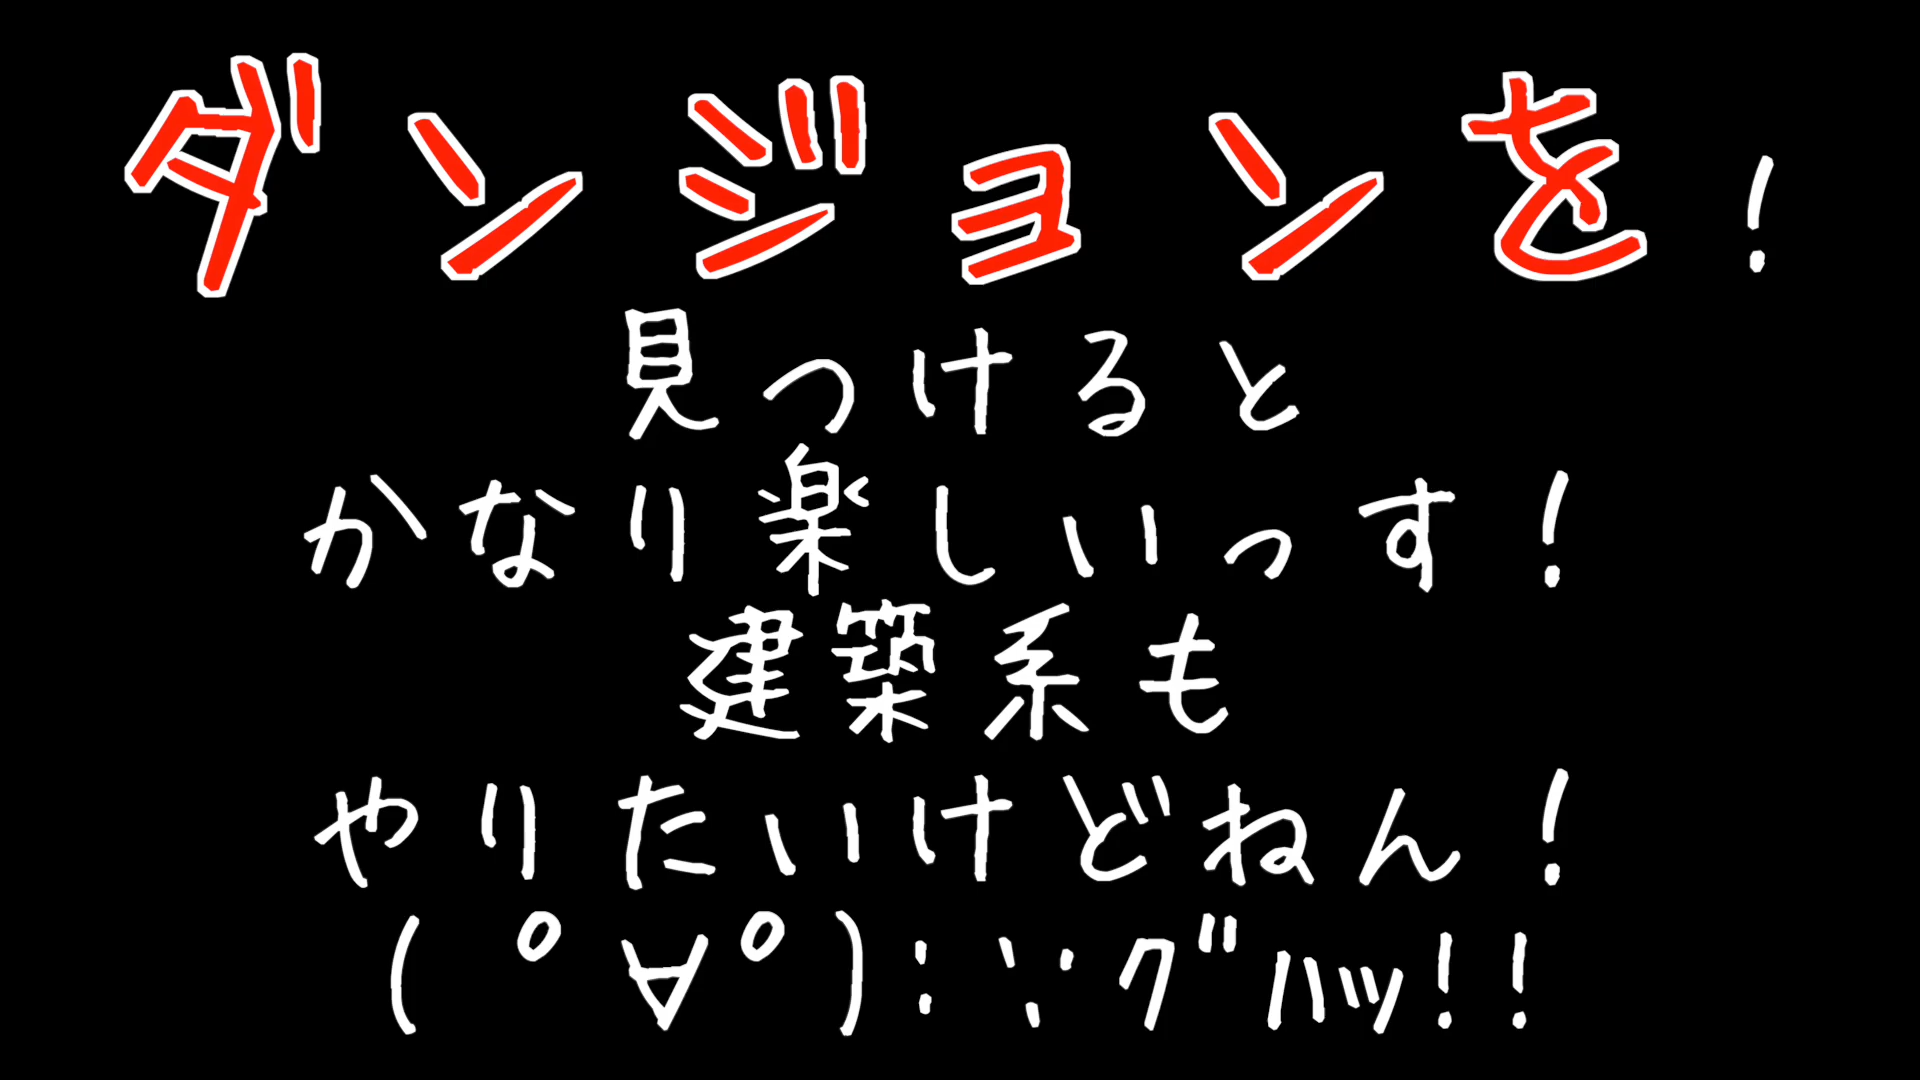 ダンジョンを!
見つけると
かなり楽しいっす!
建築系も
やりたいけどねん!
(゚∀゚):∵グハッ!!